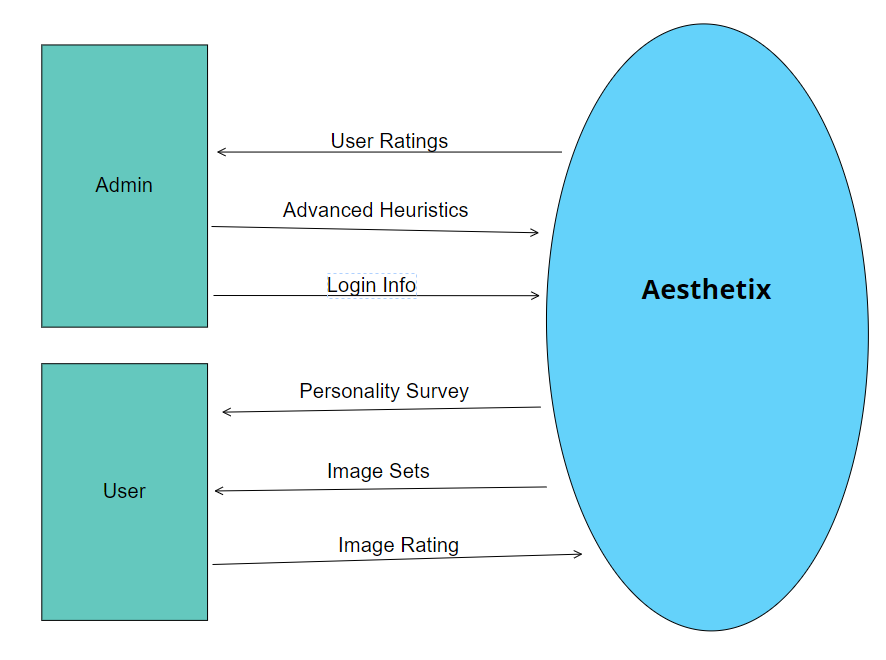 User Ratings
Admin
Advanced Heuristics
Login Info
Aesthetix
Personality Survey
Image Sets
User
Image Rating